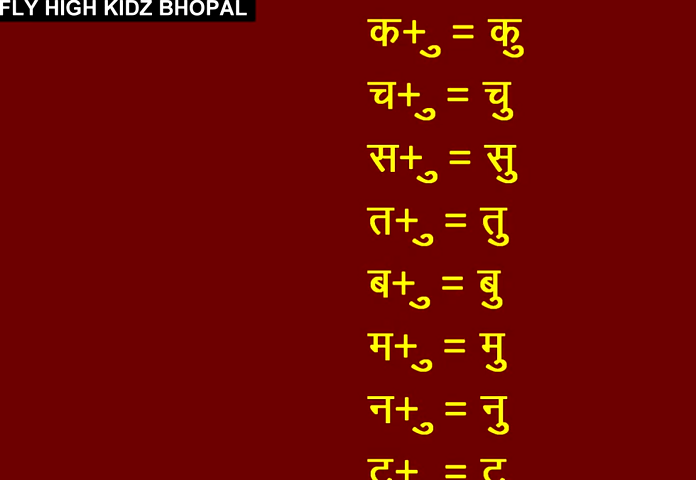 FLY HIGH KIDZ BHOPAL
क+ु = कु
च+ु = चु
स+ु = सु
त+ु = तु
ब+ु = बु
म+ु = मु
न+ु = नु